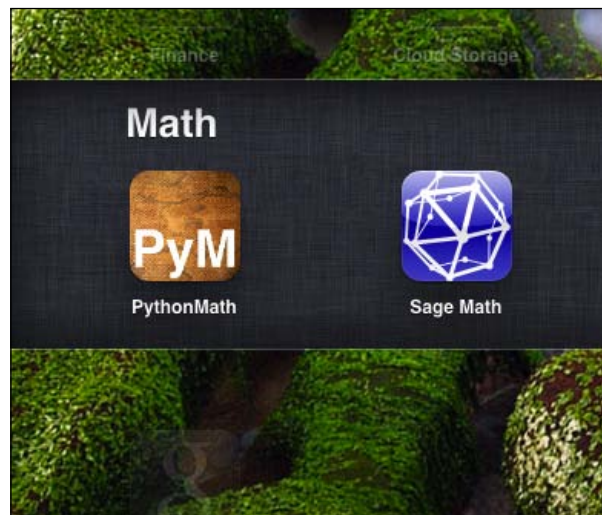 Finance Cloud Storage
Math
PyM
PythonMath Sage Math
g